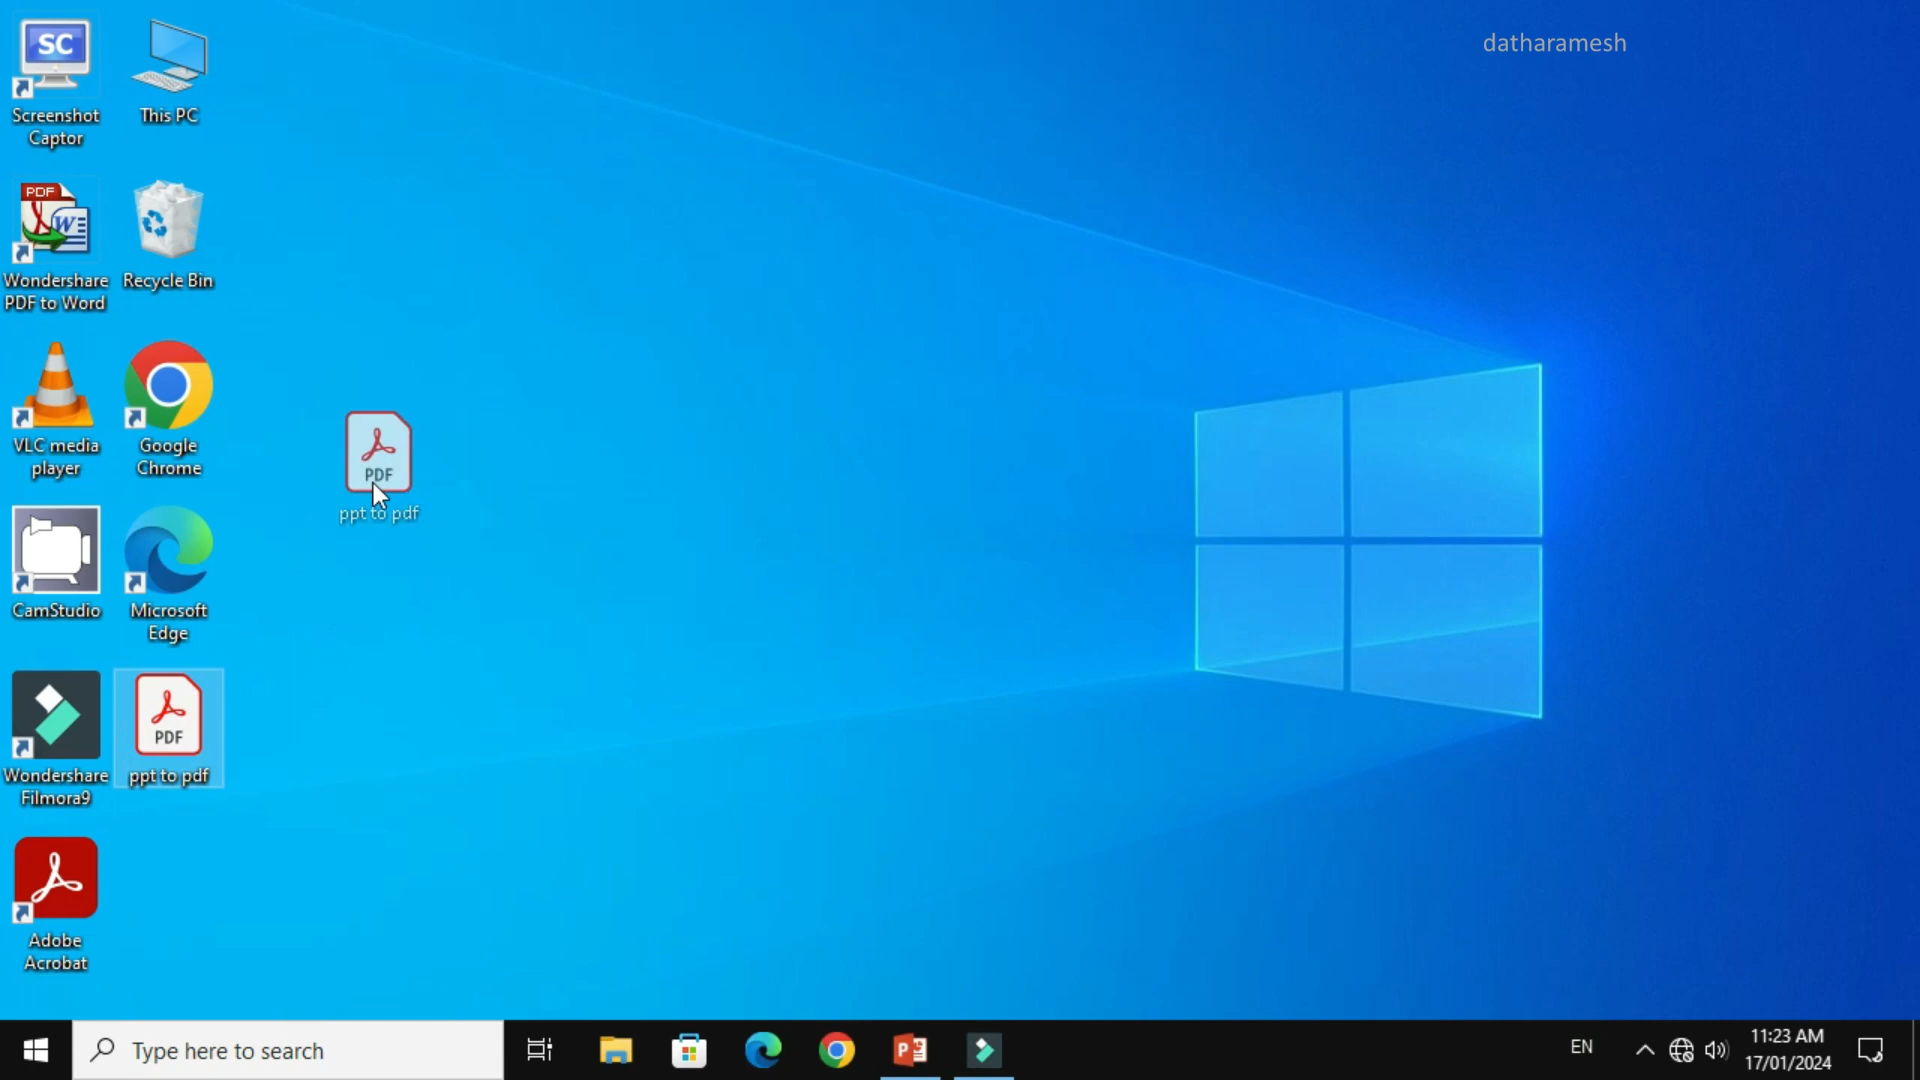 datharamesh
SC
Screenshot
Captor
This PC
PDF
W
Wondershare
PDF to Word
Recycle Bin
VLC media
player
Google
Chrome
PDF
ppt to pdf
CamStudio
Microsoft
Edge
Wondershare
Filmora9
PDF
ppt to pdf
Adobe
Acrobat
Type here to search
P
EN
11:23 AM
17/01/2024